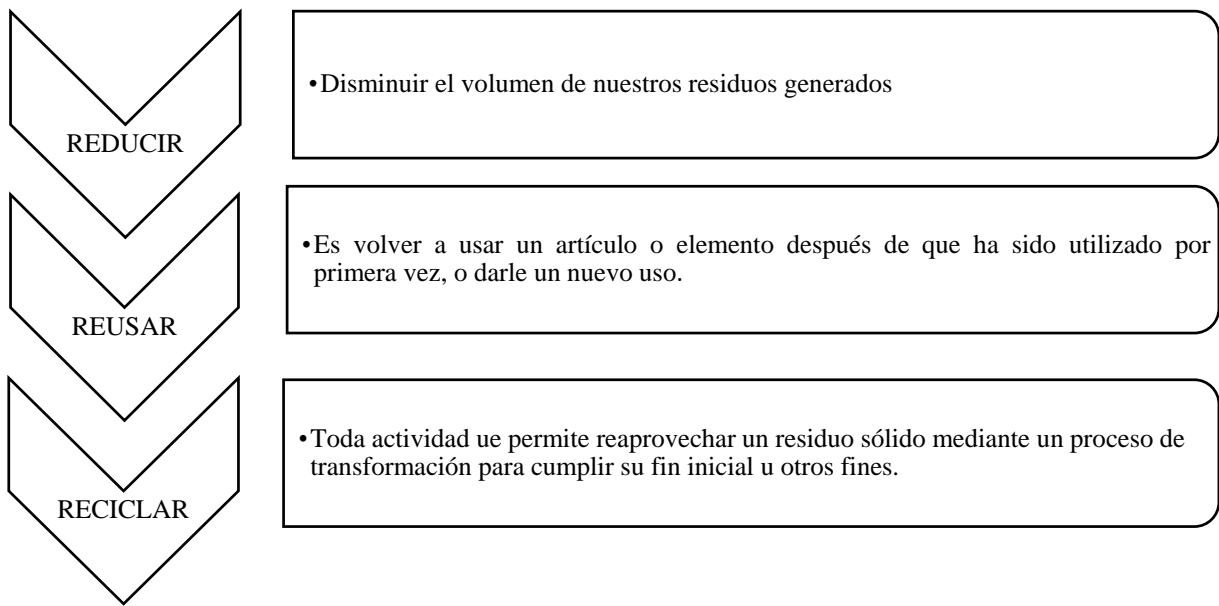 REDUCIR
•Disminuir el volumen de nuestros residuos generados
REUSAR
•Es volver a usar un artículo o elemento después de que ha sido utilizado por
primera vez, o darle un nuevo uso.
RECICLAR
•Toda actividad ue permite reaprovechar un residuo sólido mediante un proceso de
transformación para cumplir su fin inicial u otros fines.